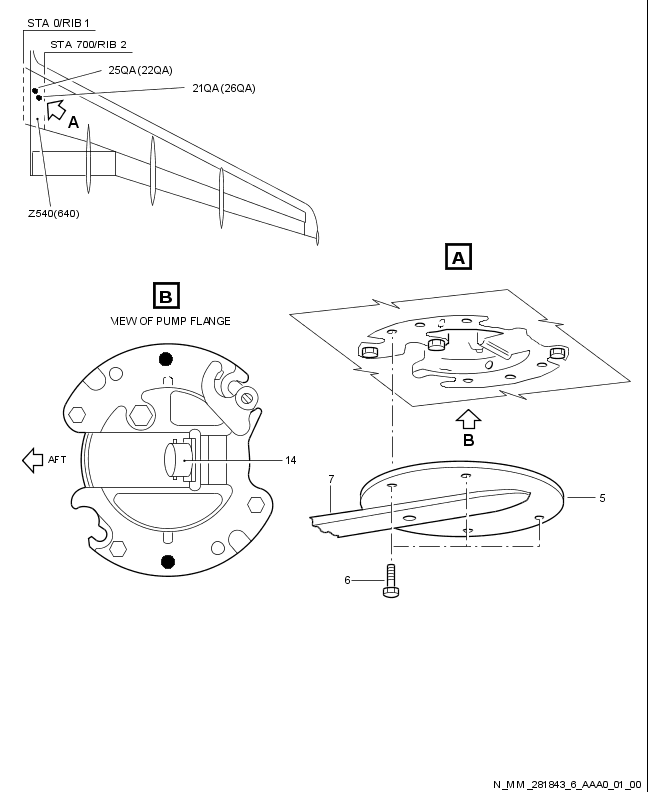 STA 0/RIB 1
STA 700/RIB 2
25QA(22QA)
21QA(26QA)
A
Z540(640)
A
B
VIEW OF PUMP FLANGE
B
AFT
14
7
5
6
N_MM_281843_6_AAA0_01_00